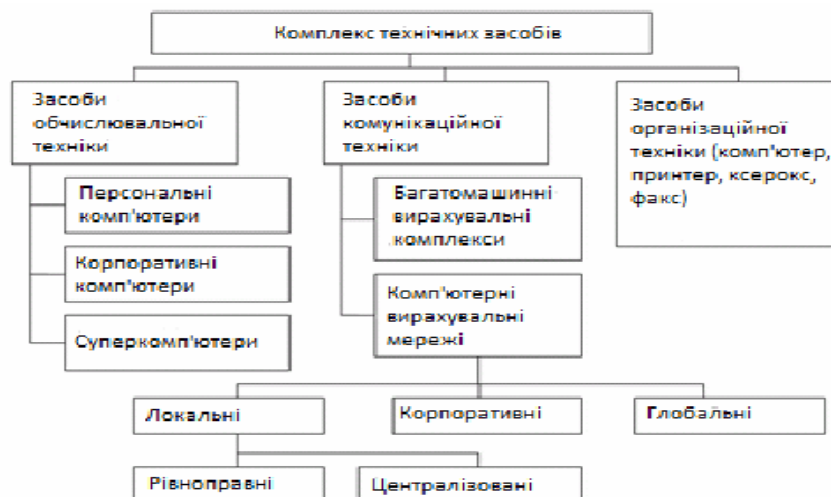 Комплекс технічних засобів
Засоби
обчислювальної
техніки
Персональні
комп'ютери
Корпоративні
комп'ютери
Суперкомп'ютери
Засоби
комунікаційної
техніки
Багатомашинні
вирахувальні
комплекси
Комп'ютерні
вирахувальні
мережі
Засоби
організаційної
техніки (комп'ютер,
принтер, ксерокс,
факс)
Локальні
Корпоративні
Глобальні
Рівноправні
Централізовані